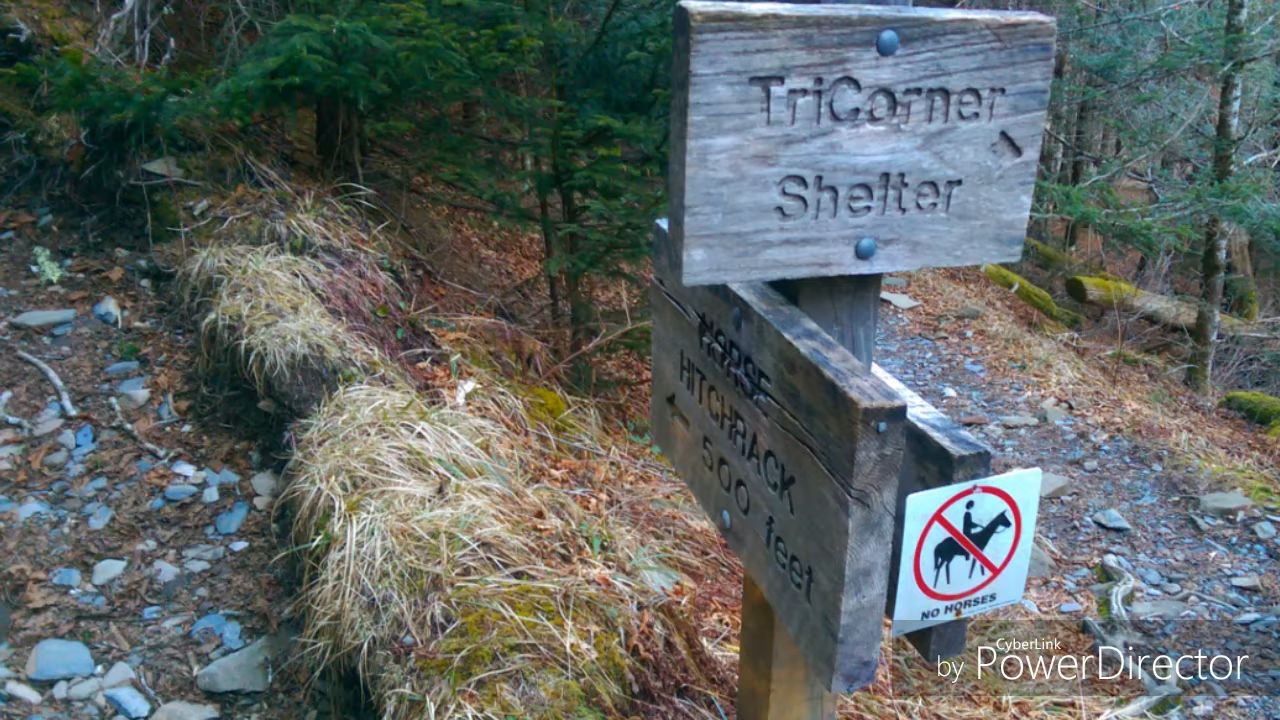 TriCorner
Shelter
HORSE
HITCHRACK
500 feet
NO HORSES
CyberLink
by PowerDirector